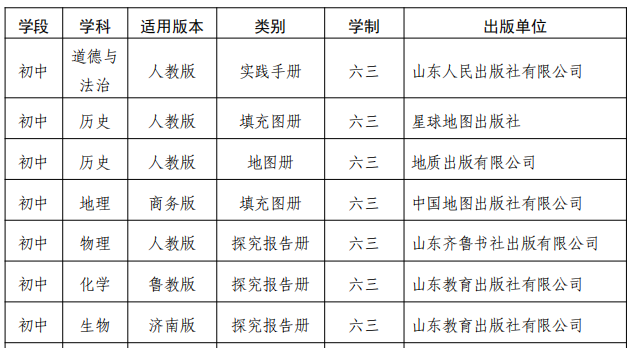 学段 学科 适用版本 类别 学制 出版单位
初中 道德与法治 人教版 实践手册 六三 山东人民出版社有限公司
初中 历史 人教版 填充图册 六三 星球地图出版社
初中 历史 人教版 地图册 六三 地质出版有限公司
初中 地理 商务版 填充图册 六三 中国地图出版社有限公司
初中 物理 人教版 探究报告册 六三 山东齐鲁书社出版有限公司
初中 化学 鲁教版 探究报告册 六三 山东教育出版社有限公司
初中 生物 济南版 探究报告册 六三 山东教育出版社有限公司